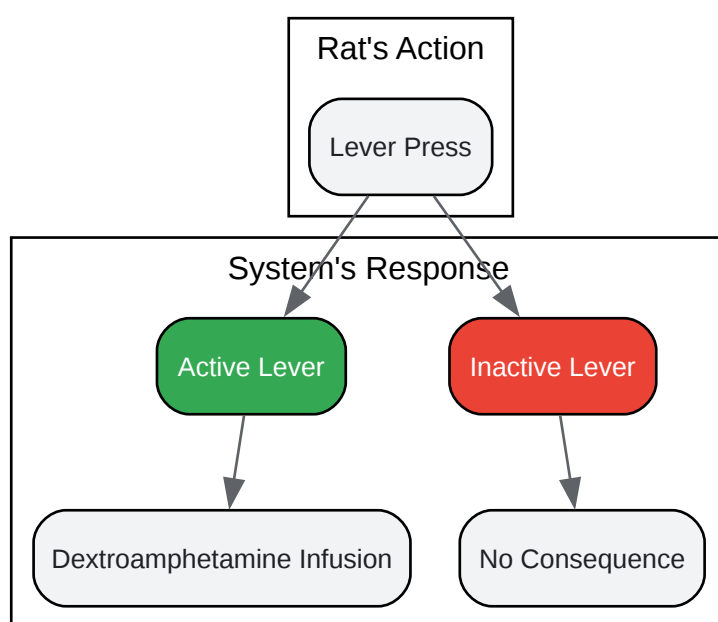 Rat's Action
Lever Press
System's Response
Active Lever
Inactive Lever
Dextroamphetamine Infusion
No Consequence